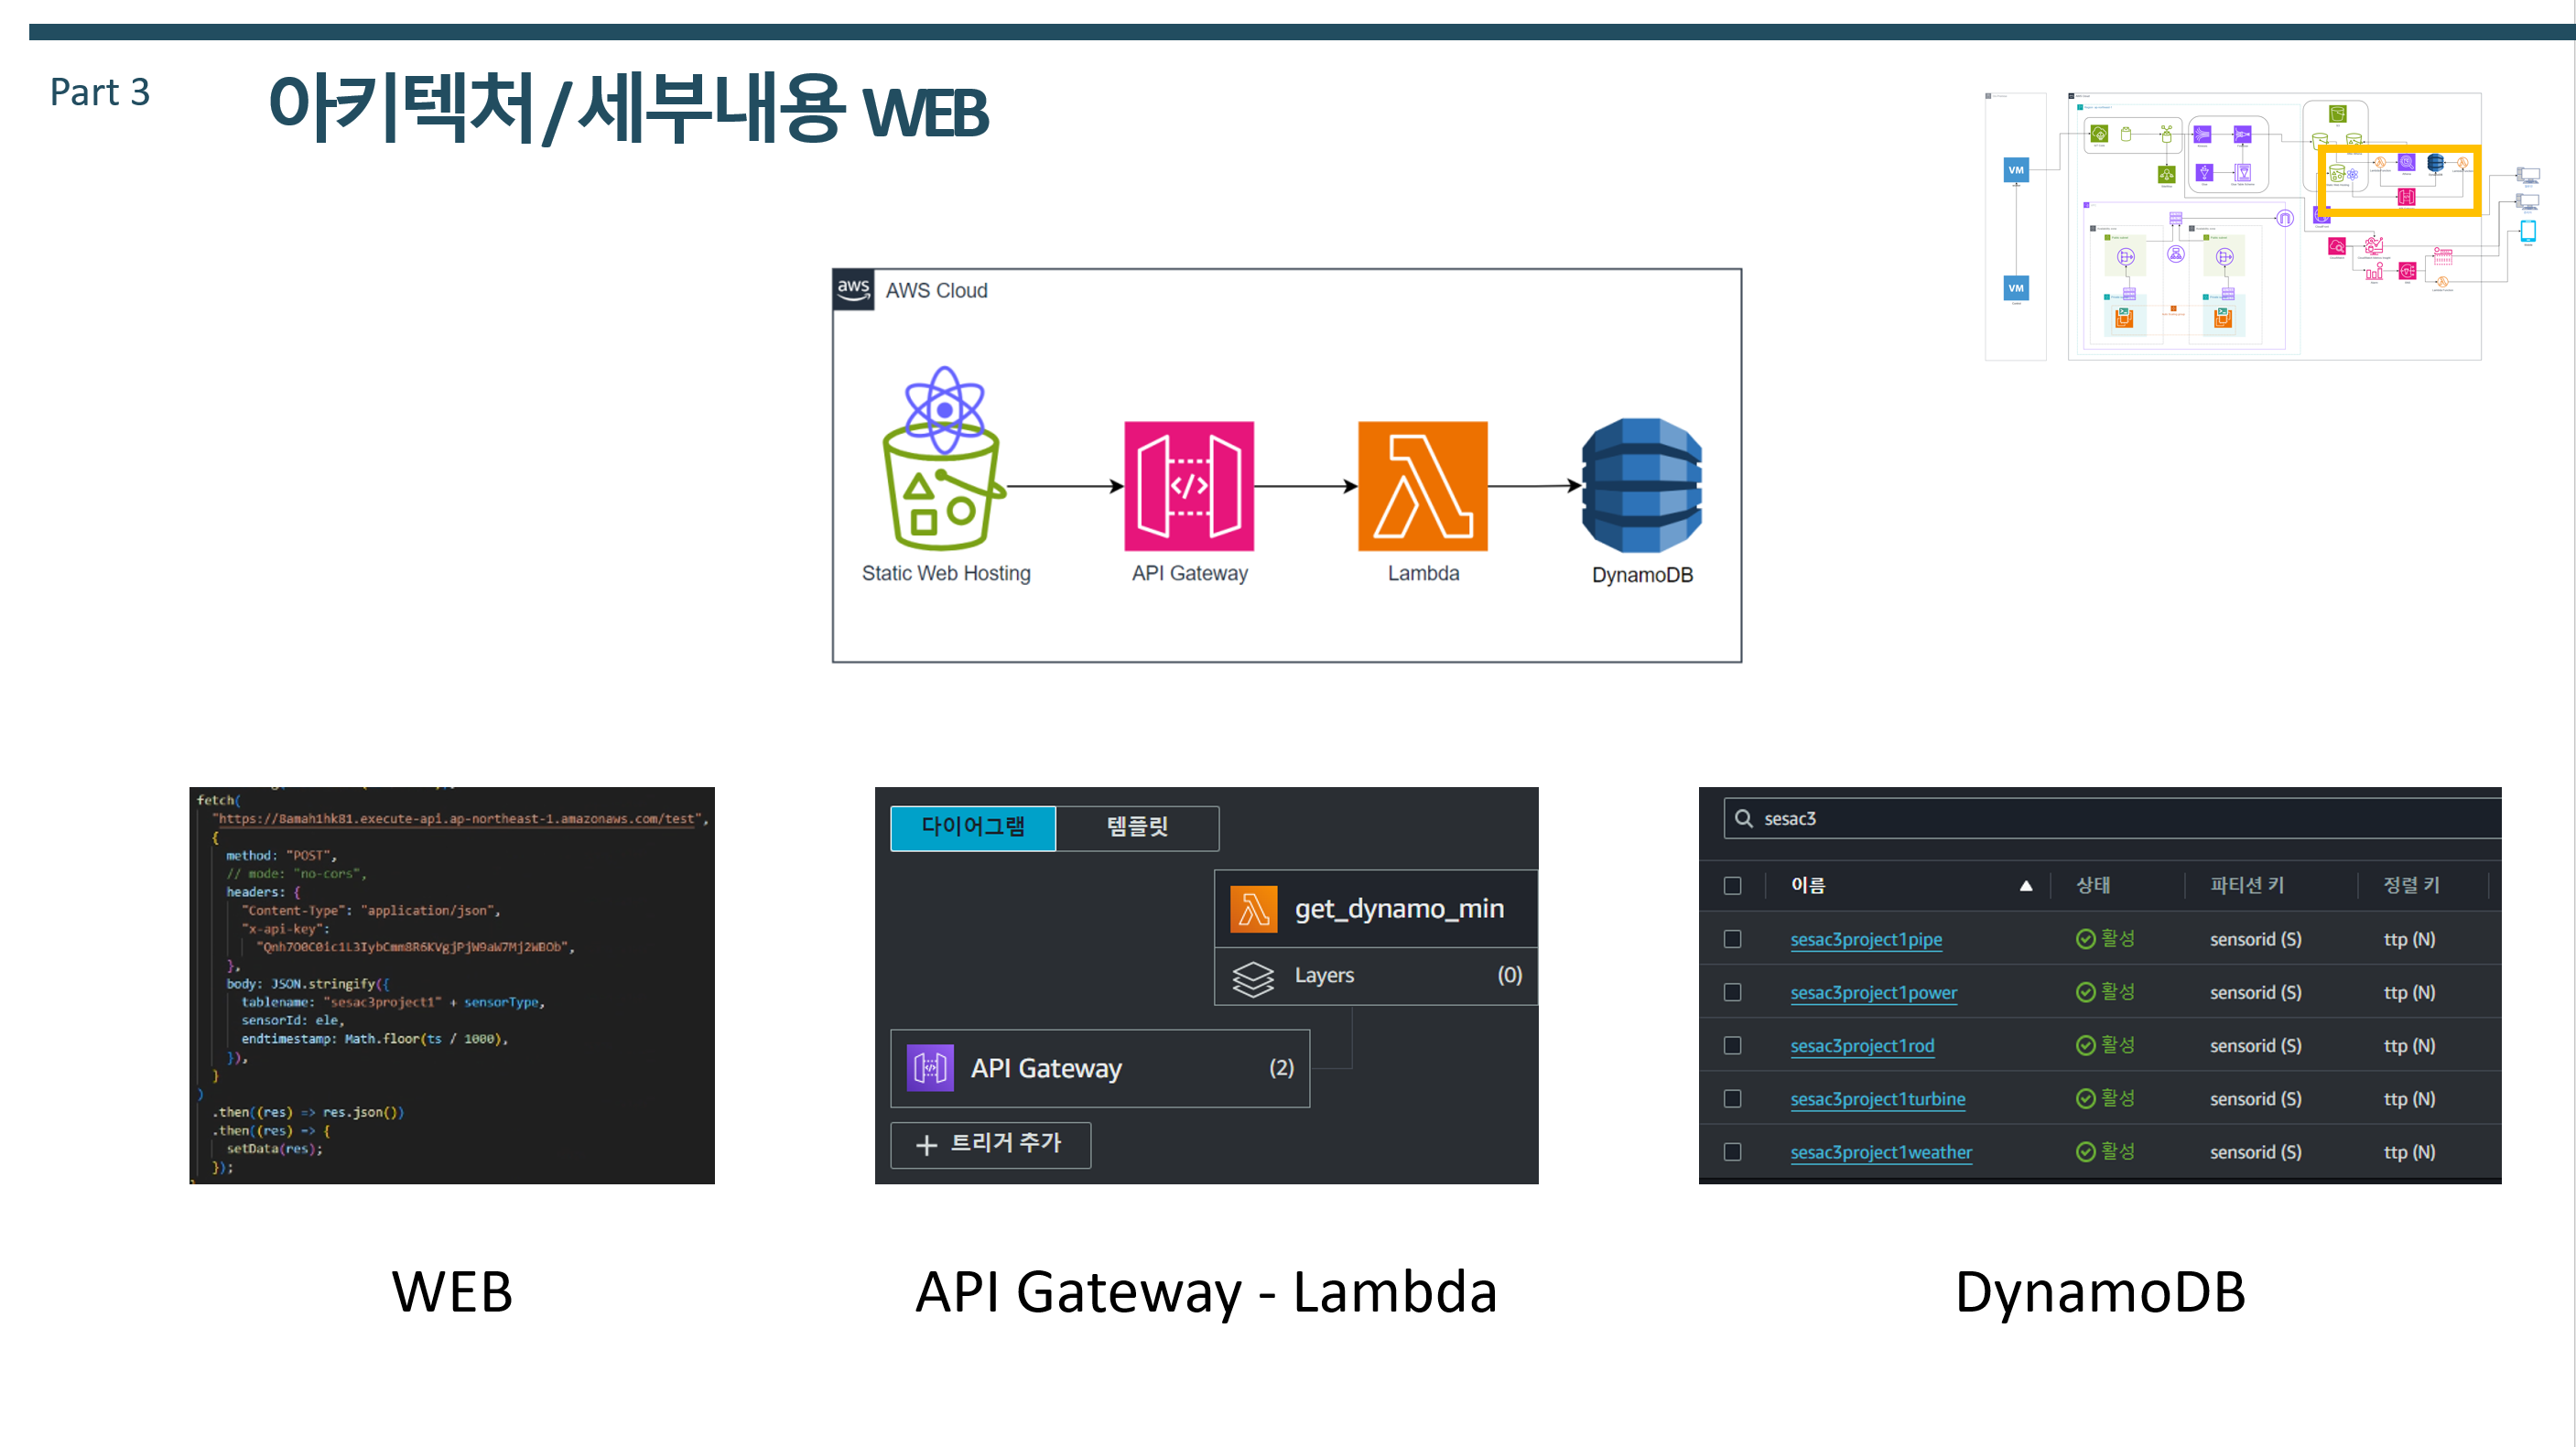 Part 3
아키텍처/세부내용 WEB
VM
VM
aws
AWS Cloud
Static Web Hosting
API Gateway
Lambda
DynamoDB
fetch(
"https://8amah1hk81.execute-api.ap-northeast-1.amazonaws.com/test",
{
method: "POST",
// mode: "no-cors",
headers: {
"Content-Type": "application/json",
"x-api-key":
},
body: JSON.stringify({
tablename: "sesac3project1" + sensorType,
sensorId: ele,
endtimestamp: Math.floor(ts / 1000),
}),
}
)
.then((res) => res.json())
.then((res) => {
setData(res);
});
다이어그램
템플릿
get_dynamo_min
Layers (0)
API Gateway (2)
+ 트리거 추가
sesac3
이름 상태 파티션 키 정렬 키
sesac3project1pipe 활성 sensorid (S) ttp (N)
sesac3project1power 활성 sensorid (S) ttp (N)
sesac3project1rod 활성 sensorid (S) ttp (N)
sesac3project1turbine 활성 sensorid (S) ttp (N)
sesac3project1weather 활성 sensorid (S) ttp (N)
WEB
API Gateway - Lambda
DynamoDB